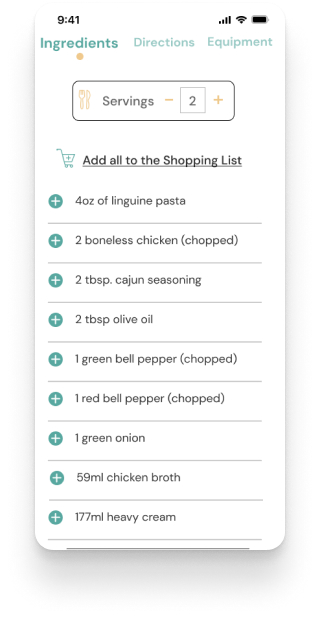 9:41
Ingredients Directions Equipment
Servings − 2 +
Add all to the Shopping List
4oz of linguine pasta
2 boneless chicken (chopped)
2 tbsp. cajun seasoning
2 tbsp olive oil
1 green bell pepper (chopped)
1 red bell pepper (chopped)
1 green onion
59ml chicken broth
177ml heavy cream